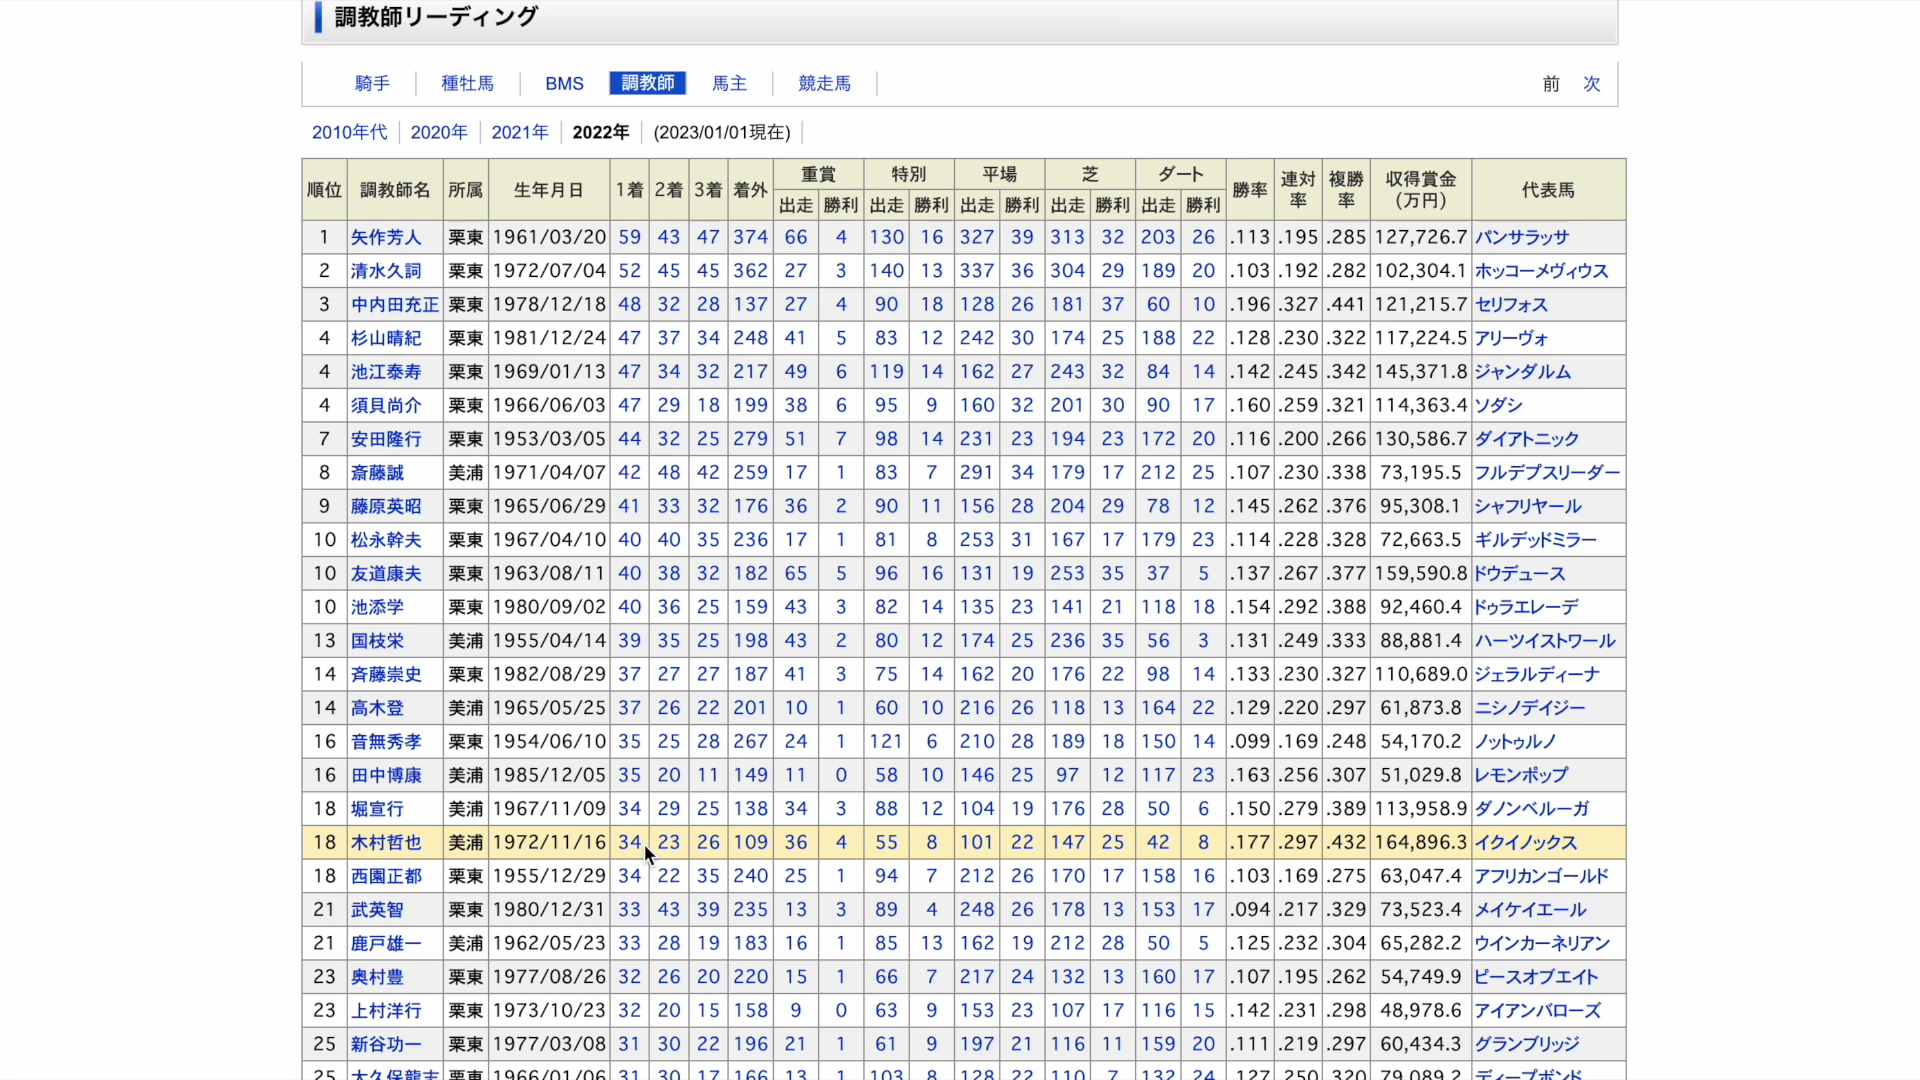 調教師リーディング
騎手 種牡馬 BMS 調教師 馬主 競走馬 前 次
2010年代 2020年 2021年 2022年 (2023/01/01現在)
順位 調教師名 所属 生年月日 1着 2着 3着 着外 重賞 特別 平場 芝 ダート 勝率 連対率 複勝率 収得賞金(万円) 代表馬
出走 勝利 出走 勝利 出走 勝利 出走 勝利 出走 勝利
1 矢作芳人 栗東 1961/03/20 59 43 47 374 66 4 130 16 327 39 313 32 203 26 .113 .195 .285 127,726.7 パンサラッサ
2 清水久詞 栗東 1972/07/04 52 45 45 362 27 3 140 13 337 36 304 29 189 20 .103 .192 .282 102,304.1 ホッコーメヴィウス
3 中内田充正 栗東 1978/12/18 48 32 28 137 27 4 90 18 128 26 181 37 60 10 .196 .327 .441 121,215.7 セリフォス
4 杉山晴紀 栗東 1981/12/24 47 37 34 248 41 5 83 12 242 30 174 25 188 22 .128 .230 .322 117,224.5 アリーヴォ
4 池江泰寿 栗東 1969/01/13 47 34 32 217 49 6 119 14 162 27 243 32 84 14 .142 .245 .342 145,371.8 ジャンダルム
4 須貝尚介 栗東 1966/06/03 47 29 18 199 38 6 95 9 160 32 201 30 90 17 .160 .259 .321 114,363.4 ソダシ
7 安田隆行 栗東 1953/03/05 44 32 25 279 51 7 98 14 231 23 194 23 172 20 .116 .200 .266 130,586.7 ダイアトニック
8 斎藤誠 美浦 1971/04/07 42 48 42 259 17 1 83 7 291 34 179 17 212 25 .107 .230 .338 73,195.5 フルデプスリーダー
9 藤原英昭 栗東 1965/06/29 41 33 32 176 36 2 90 11 156 28 204 29 78 12 .145 .262 .376 95,308.1 シャフリヤール
10 松永幹夫 栗東 1967/04/10 40 40 35 236 17 1 81 8 253 31 167 17 179 23 .114 .228 .328 72,663.5 ギルデッドミラー
10 友道康夫 栗東 1963/08/11 40 38 32 182 65 5 96 16 131 19 253 35 37 5 .137 .267 .377 159,590.8 ドウデュース
10 池添学 栗東 1980/09/02 40 36 25 159 43 3 82 14 135 23 141 21 118 18 .154 .292 .388 92,460.4 ドゥラエレーデ
13 国枝栄 美浦 1955/04/14 39 35 25 198 43 2 80 12 174 25 236 35 56 3 .131 .249 .333 88,881.4 ハーツイストワール
14 斉藤崇史 栗東 1982/08/29 37 27 27 187 41 3 75 14 162 20 176 22 98 14 .133 .230 .327 110,689.0 ジェラルディーナ
14 高木登 美浦 1965/05/25 37 26 22 201 10 1 60 10 216 26 118 13 164 22 .129 .220 .297 61,873.8 ニシノデイジー
16 音無秀孝 栗東 1954/06/10 35 25 28 267 24 1 121 6 210 28 189 18 150 14 .099 .169 .248 54,170.2 ノットゥルノ
16 田中博康 美浦 1985/12/05 35 20 11 149 11 0 58 10 146 25 97 12 117 23 .163 .256 .307 51,029.8 レモンポップ
18 堀宣行 美浦 1967/11/09 34 29 25 138 34 3 88 12 104 19 176 28 50 6 .150 .279 .389 113,958.9 ダノンベルーガ
18 木村哲也 美浦 1972/11/16 34 23 26 109 36 4 55 8 101 22 147 25 42 8 .177 .297 .432 164,896.3 イクイノックス
18 西園正都 栗東 1955/12/29 34 22 35 240 25 1 94 7 212 26 170 17 158 16 .103 .169 .275 63,047.4 アフリカンゴールド
21 武英智 栗東 1980/12/31 33 43 39 235 13 3 89 4 248 26 178 13 153 17 .094 .217 .329 73,523.4 メイケイエール
21 鹿戸雄一 美浦 1962/05/23 33 28 19 183 16 1 85 13 162 19 212 28 50 5 .125 .232 .304 65,282.2 ウインカーネリアン
23 奥村豊 栗東 1977/08/26 32 26 20 220 15 1 66 7 217 24 132 13 160 17 .107 .195 .262 54,749.9 ピースオブエイト
23 上村洋行 栗東 1973/10/23 32 20 15 158 9 0 63 9 153 23 107 17 116 15 .142 .231 .298 48,978.6 アイアンバローズ
25 新谷功一 栗東 1977/03/08 31 30 22 196 21 1 61 9 197 21 116 11 159 20 .111 .219 .297 60,434.3 グランブリッジ
25 大久保龍志 栗東 1966/01/06 31 30 17 166 13 1 103 8 128 22 110 7 132 24 .127 .250 .320 79,089.2 ディープボンド